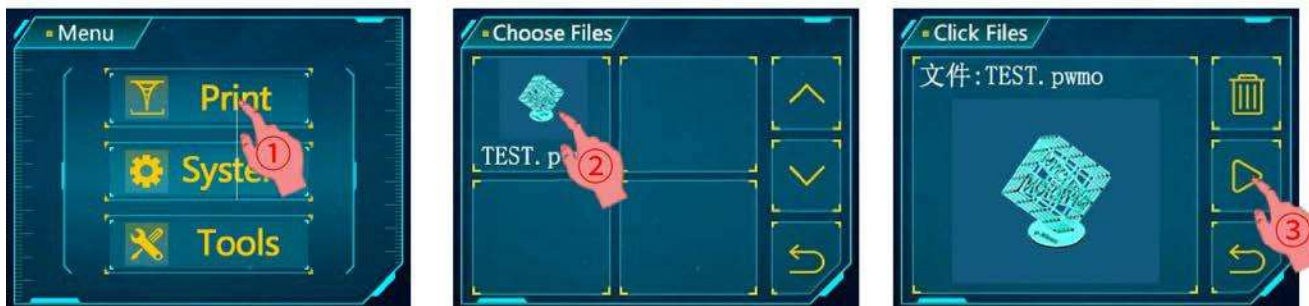 Menu
Print
①
System
Tools
Choose Files
TEST.p
②
Click Files
文件:TEST.pwmo
③